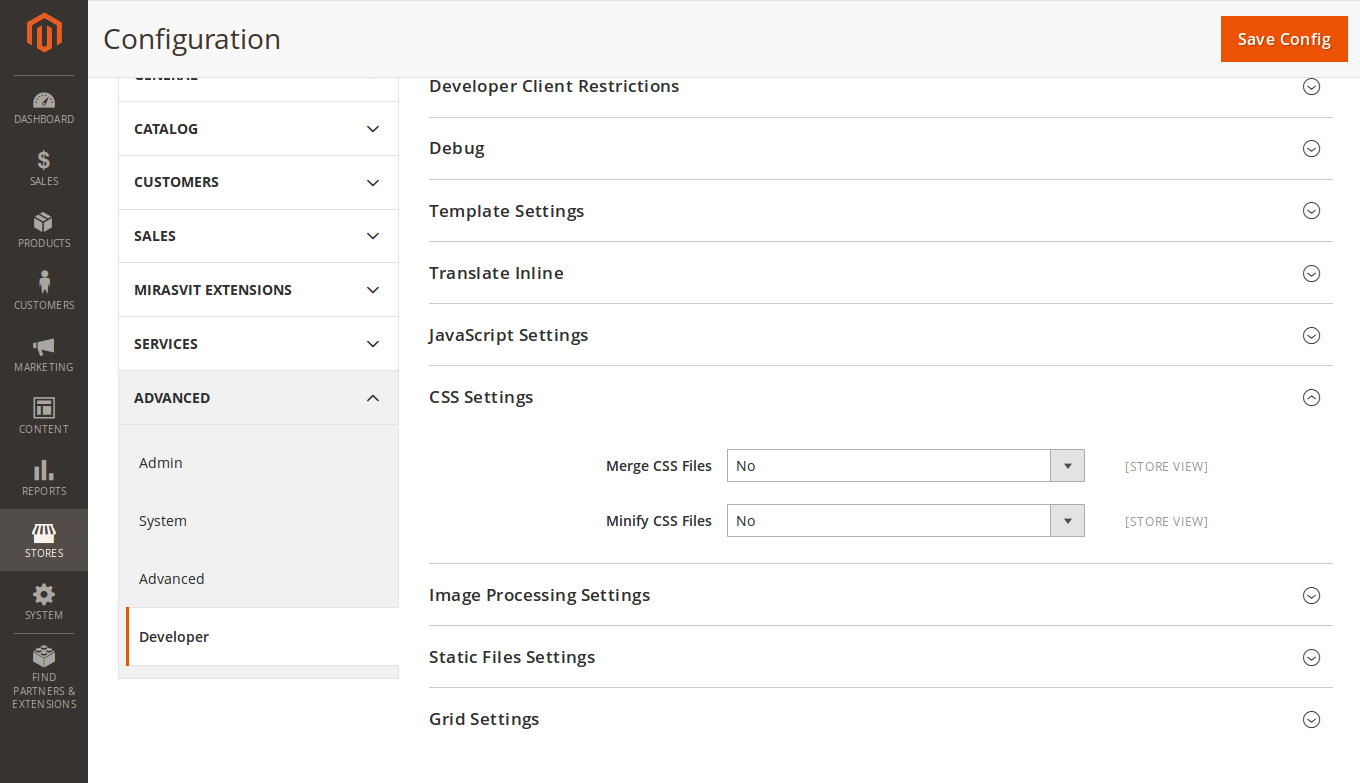 Configuration
Save Config
DASHBOARD
SALES
PRODUCTS
CUSTOMERS
MARKETING
CONTENT
REPORTS
STORES
SYSTEM
FIND
PARTNERS &
EXTENSIONS
GENERAL
CATALOG
CUSTOMERS
SALES
MIRASVIT EXTENSIONS
SERVICES
ADVANCED
Admin
System
Advanced
Developer
Developer Client Restrictions
Debug
Template Settings
Translate Inline
JavaScript Settings
CSS Settings
Merge CSS Files No [STORE VIEW]
Minify CSS Files No [STORE VIEW]
Image Processing Settings
Static Files Settings
Grid Settings